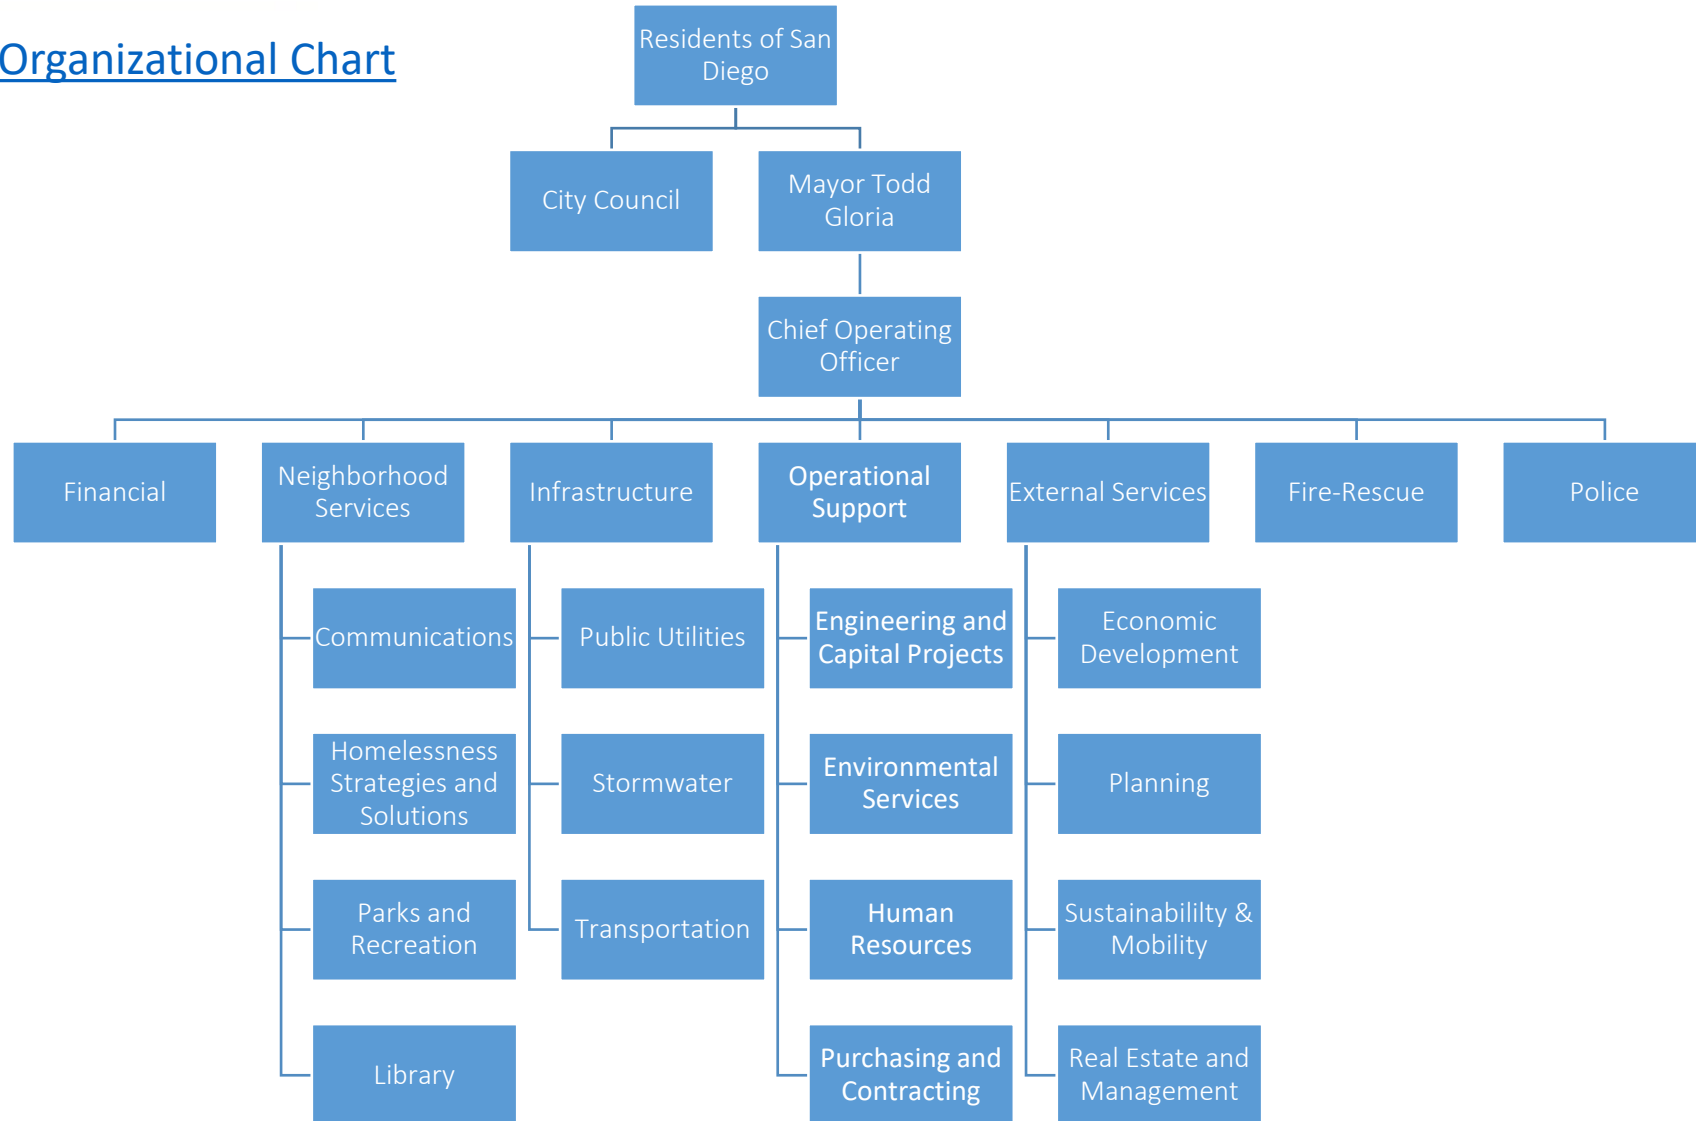 Organizational Chart
Residents of San
Diego
City Council
Mayor Todd
Gloria
Chief Operating
Officer
Financial
Neighborhood
Services
Infrastructure
Operational
Support
External Services
Fire-Rescue
Police
Communications
Homelessness
Strategies and
Solutions
Parks and
Recreation
Library
Public Utilities
Stormwater
Transportation
Engineering and
Capital Projects
Environmental
Services
Human
Resources
Purchasing and
Contracting
Economic
Development
Planning
Sustainabililty &
Mobility
Real Estate and
Management